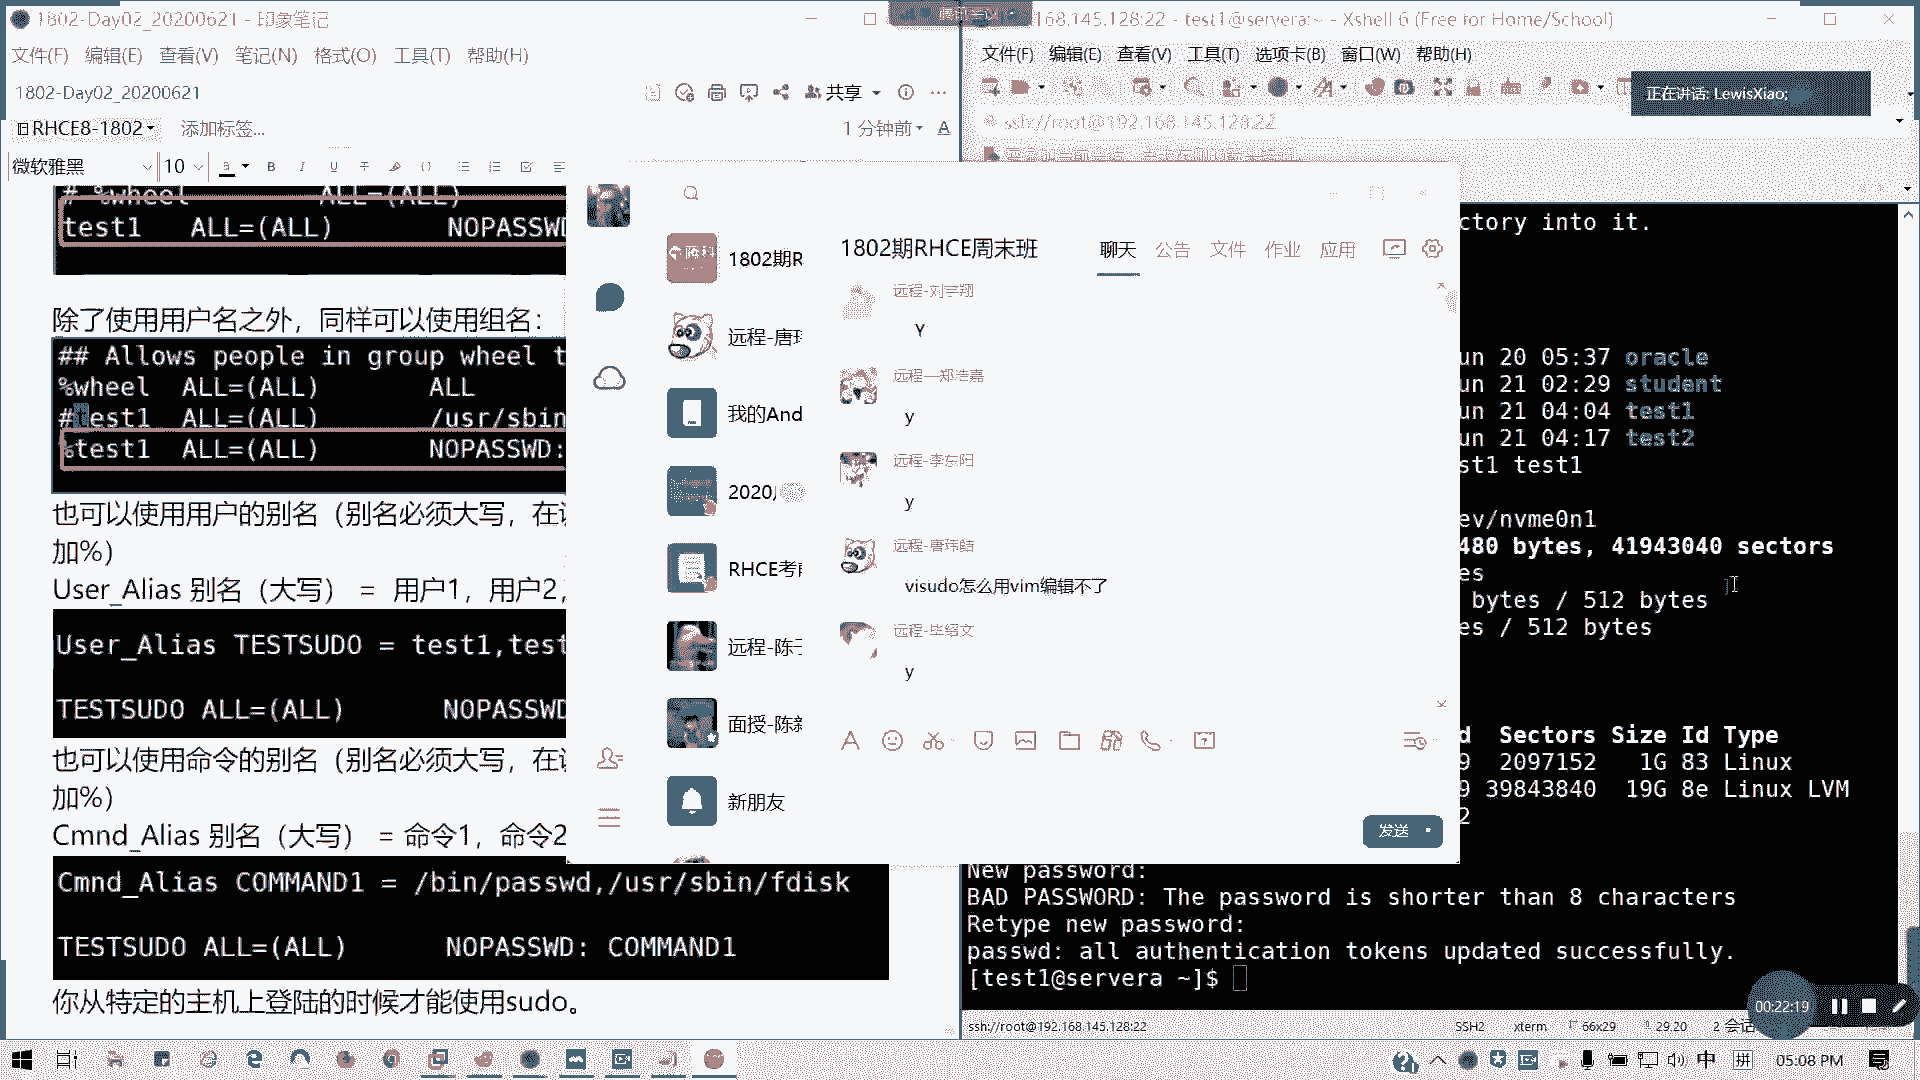 1802-Day02_20200621 - 印象笔记
文件(F) 编辑(E) 查看(V) 笔记(N) 格式(O) 工具(T) 帮助(H)
1802-Day02_20200621
共享
RHCE8-1802
添加标签...
1 分钟前
微软雅黑
10
# %wheel ALL=(ALL)
test1 ALL=(ALL) NOPASSWD
除了使用用户名之外，同样可以使用组名：
## Allows people in group wheel t
%wheel ALL=(ALL) ALL
#test1 ALL=(ALL) /usr/sbin
%test1 ALL=(ALL) NOPASSWD:
也可以使用用户的别名（别名必须大写，在
加%）
User_Alias 别名（大写） = 用户1，用户2，
User_Alias TESTSUDO = test1,test
TESTSUDO ALL=(ALL) NOPASSWD
也可以使用命令的别名（别名必须大写，在
加%）
Cmnd_Alias 别名（大写） = 命令1，命令2
Cmnd_Alias COMMAND1 = /bin/passwd,/usr/sbin/fdisk
TESTSUDO ALL=(ALL) NOPASSWD: COMMAND1
你从特定的主机上登陆的时候才能使用sudo。
1802期R
远程-唐玮
我的And
2020
RHCE考前
远程-陈
面授-陈
新朋友
1802期RHCE周末班
聊天 公告 文件 作业 应用
远程-刘宇翔
Y
远程—郑浩嘉
y
远程-李东阳
y
远程-唐玮皓
visudo怎么用vim编辑不了
远程-毕绍文
y
发送
168.145.128:22 - test1@servera:~ - Xshell 6 (Free for Home/School)
文件(F) 编辑(E) 查看(V) 工具(T) 选项卡(B) 窗口(W) 帮助(H)
正在讲话: LewisXiao;
ssh://root@192.168.145.128:22
ctory into it.
un 20 05:37 oracle
un 21 02:29 student
un 21 04:04 test1
un 21 04:17 test2
st1 test1
ev/nvme0n1
480 bytes, 41943040 sectors
es
bytes / 512 bytes
es / 512 bytes
d Sectors Size Id Type
9 2097152 1G 83 Linux
9 39843840 19G 8e Linux LVM
2
New password:
BAD PASSWORD: The password is shorter than 8 characters
Retype new password:
passwd: all authentication tokens updated successfully.
[test1@servera ~]$
00:22:19
ssh://root@192.168.145.128:22
SSH2
xterm
66x29
29,20
2 会话
中
拼
05:08 PM